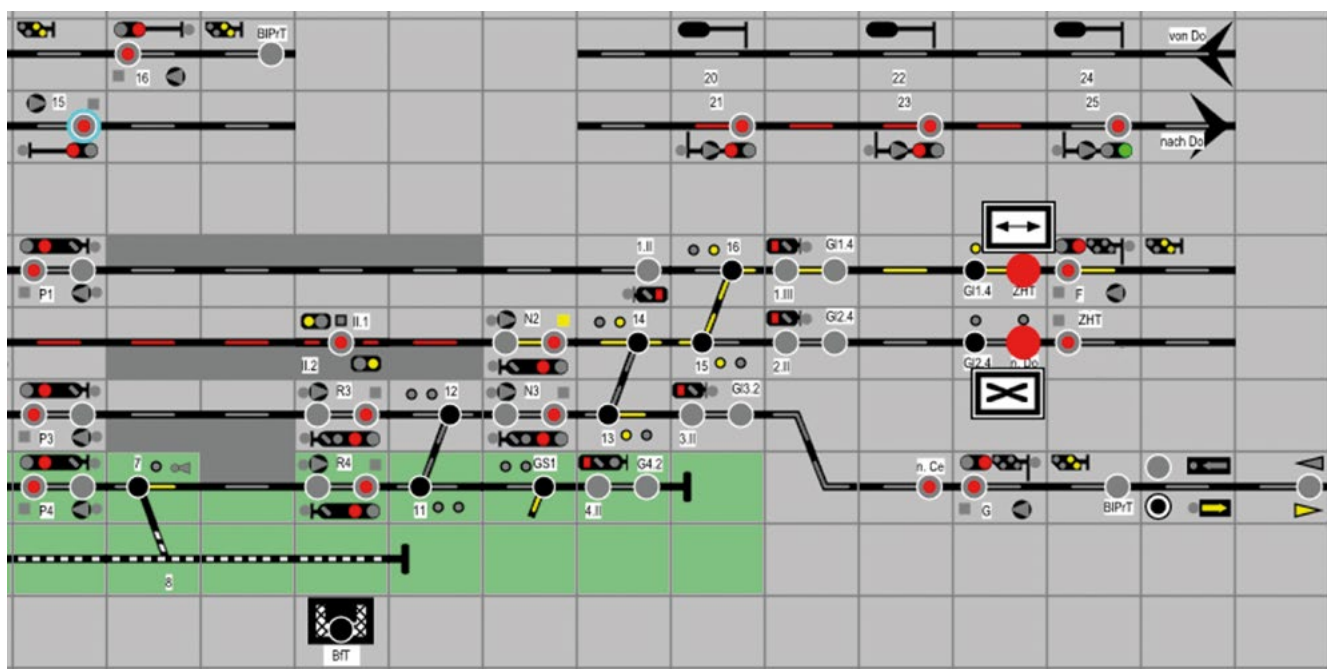 BlPrT
von Do
16
20
22
24
15
21
23
25
nach Do
1.II
16
Gl1.4
P1
1.III
Gl1.4
ZHT
F
II.1
N2
14
Gl2.4
ZHT
II.2
15
2.II
Gl2.4
n. Do
R3
12
N3
Gl3.2
P3
13
3.II
7
R4
GS1
G4.2
n. Ce
P4
11
4.II
G
BlPrT
8
BfT